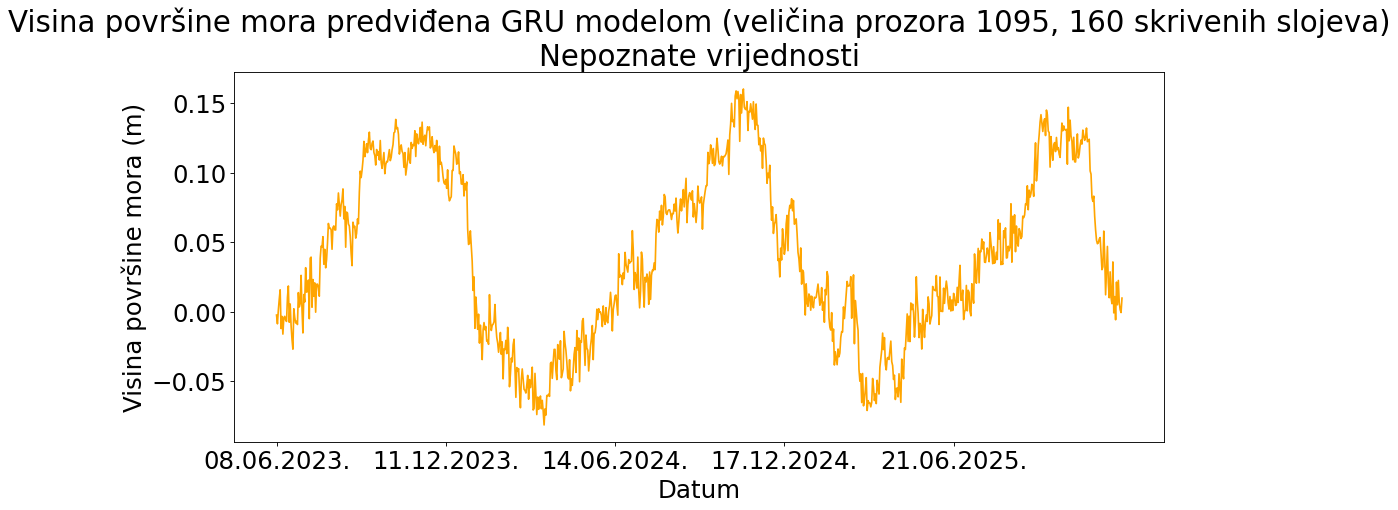 Visina površine mora predviđena GRU modelom (veličina prozora 1095, 160 skrivenih slojeva)
Nepoznate vrijednosti
Visina površine mora (m)
0.15
0.10
0.05
0.00
−0.05
08.06.2023. 11.12.2023. 14.06.2024. 17.12.2024. 21.06.2025.
Datum